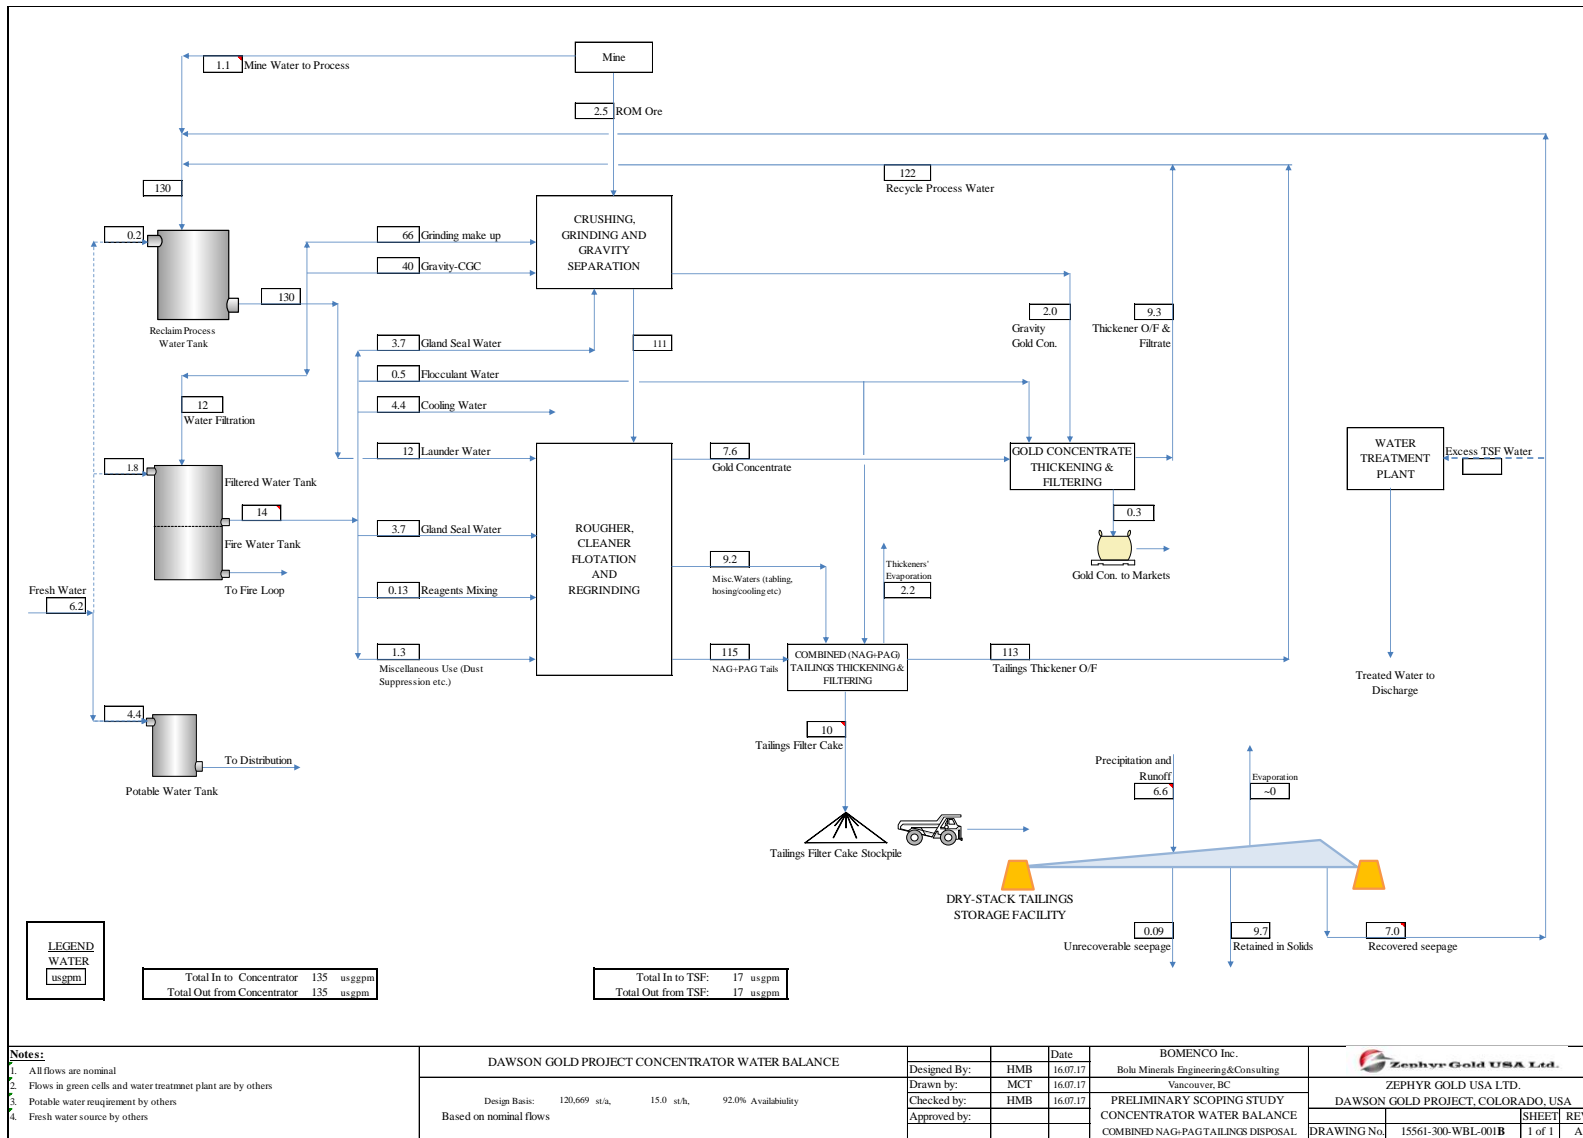 Mine
1.1 Mine Water to Process
2.5 ROM Ore
130
122
Recycle Process Water
CRUSHING,
GRINDING AND
GRAVITY
SEPARATION
0.2
66 Grinding make up
40 Gravity-CGC
130
Reclaim Process
Water Tank
2.0
Gravity
Gold Con.
9.3
Thickener O/F &
Filtrate
3.7 Gland Seal Water
111
0.5 Flocculant Water
12
Water Filtration
4.4 Cooling Water
12 Launder Water
7.6
Gold Concentrate
GOLD CONCENTRATE
THICKENING &
FILTERING
WATER
TREATMENT
PLANT
Excess TSF Water
1.8
Filtered Water Tank
14
0.3
3.7 Gland Seal Water
ROUGHER,
CLEANER
FLOTATION
AND
REGRINDING
Fire Water Tank
9.2
Misc.Waters (tabling,
hosing/cooling etc)
Thickeners'
Evaporation
2.2
Gold Con. to Markets
Fresh Water
6.2
To Fire Loop
0.13 Reagents Mixing
1.3
Miscellaneous Use (Dust
Suppression etc.)
115
NAG+PAG Tails
COMBINED (NAG+PAG)
TAILINGS THICKENING &
FILTERING
113
Tailings Thickener O/F
Treated Water to
Discharge
4.4
10
Tailings Filter Cake
To Distribution
Potable Water Tank
Precipitation and
Runoff
6.6
Evaporation
~0
Tailings Filter Cake Stockpile
DRY-STACK TAILINGS
STORAGE FACILITY
0.09
Unrecoverable seepage
9.7
Retained in Solids
7.0
Recovered seepage
LEGEND
WATER
usgpm
Total In to Concentrator 135 usggpm
Total Out from Concentrator 135 usgpm
Total In to TSF: 17 usgpm
Total Out from TSF: 17 usgpm
Notes:
1. All flows are nominal
2. Flows in green cells and water treatmnet plant are by others
3. Potable water reuqirement by others
4. Fresh water source by others
DAWSON GOLD PROJECT CONCENTRATOR WATER BALANCE
Design Basis: 120,669 st/a, 15.0 st/h, 92.0% Availabiulity
Based on nominal flows
Date
Designed By: HMB 16.07.17
Drawn by: MCT 16.07.17
Checked by: HMB 16.07.17
Approved by:
BOMENCO Inc.
Bolu Minerals Engineering&Consulting
Vancouver, BC
PRELIMINARY SCOPING STUDY
CONCENTRATOR WATER BALANCE
COMBINED NAG+PAG TAILINGS DISPOSAL
Zephyr Gold USA Ltd.
ZEPHYR GOLD USA LTD.
DAWSON GOLD PROJECT, COLORADO, USA
SHEET REV
DRAWING No. 15561-300-WBL-001B 1 of 1 A